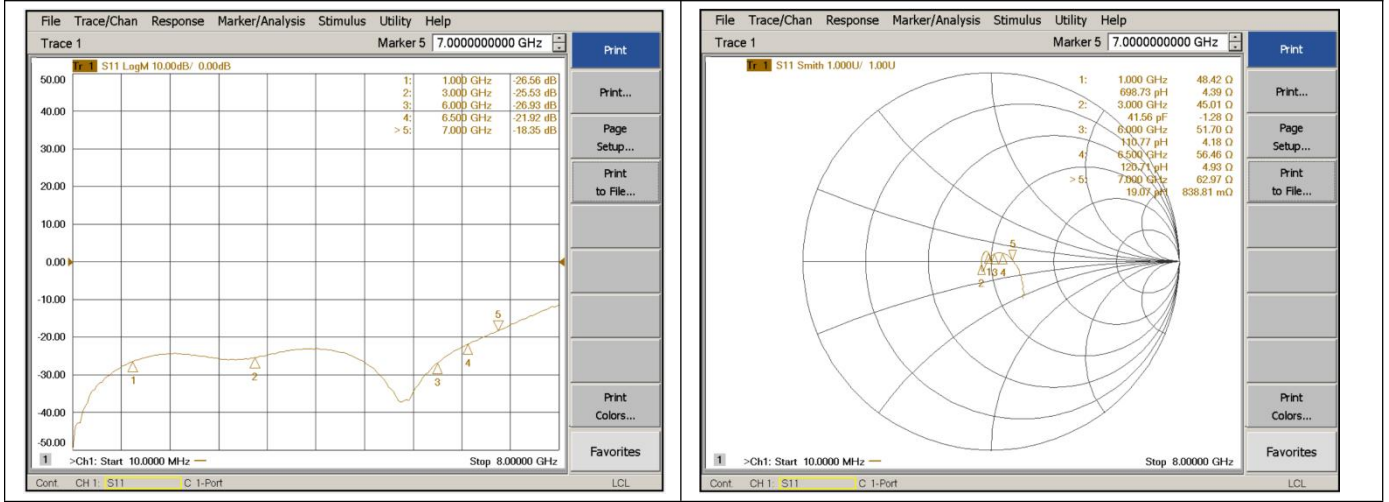 File Trace/Chan Response Marker/Analysis Stimulus Utility Help
Trace 1 Marker 5 7.0000000000 GHz
Tr 1 S11 LogM 10.00dB/ 0.00dB
50.00
40.00
30.00
20.00
10.00
0.00
-10.00
-20.00
-30.00
-40.00
-50.00
1: 1.000 GHz -26.56 dB
2: 3.000 GHz -25.53 dB
3: 6.000 GHz -26.93 dB
4: 6.500 GHz -21.92 dB
> 5: 7.000 GHz -18.35 dB
1
2
3
4
5
1 >Ch1: Start 10.0000 MHz Stop 8.00000 GHz
Cont. CH 1: S11 C 1-Port LCL
Print
Print...
Page
Setup...
Print
to File...
Print
Colors...
Favorites
File Trace/Chan Response Marker/Analysis Stimulus Utility Help
Trace 1 Marker 5 7.0000000000 GHz
Tr 1 S11 Smith 1.000U/ 1.00U
1: 1.000 GHz 48.42 Ω
698.73 pH 4.39 Ω
2: 3.000 GHz 45.01 Ω
41.56 pF -1.28 Ω
3: 6.000 GHz 51.70 Ω
110.77 pH 4.18 Ω
4: 6.500 GHz 56.46 Ω
120.71 pH 4.93 Ω
> 5: 7.000 GHz 62.97 Ω
19.07 pH 838.81 mΩ
5
1 3 4
2
1 >Ch1: Start 10.0000 MHz Stop 8.00000 GHz
Cont. CH 1: S11 C 1-Port LCL
Print
Print...
Page
Setup...
Print
to File...
Print
Colors...
Favorites